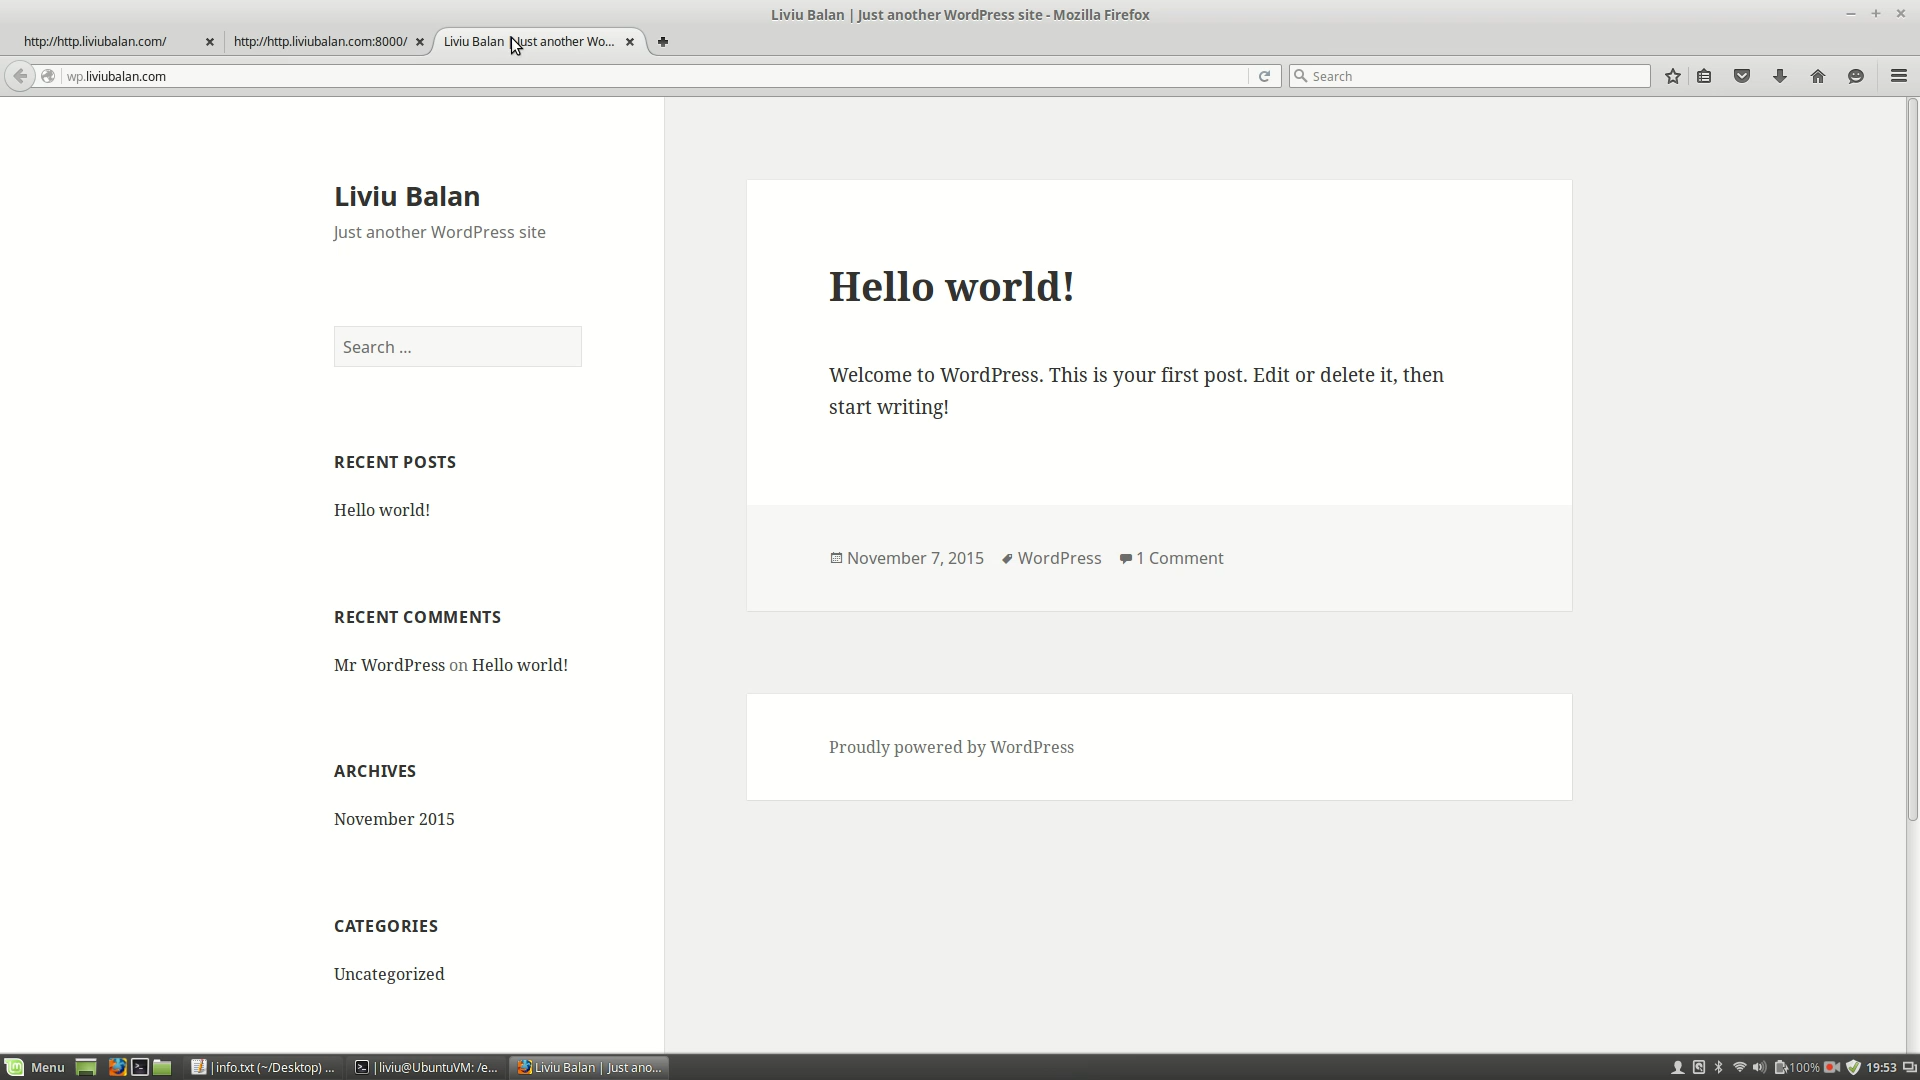 Liviu Balan | Just another WordPress site - Mozilla Firefox
http://http.liviubalan.com/
http://http.liviubalan.com:8000/
Liviu Balan | Just another Wo...
wp.liviubalan.com
Search
Liviu Balan
Just another WordPress site
Search ...
RECENT POSTS
Hello world!
RECENT COMMENTS
Mr WordPress on Hello world!
ARCHIVES
November 2015
CATEGORIES
Uncategorized
Hello world!
Welcome to WordPress. This is your first post. Edit or delete it, then
start writing!
November 7, 2015
WordPress
1 Comment
Proudly powered by WordPress
Menu
|info.txt (~/Desktop) ...
|liviu@UbuntuVM: /e...
Liviu Balan | Just ano...
100%
19:53